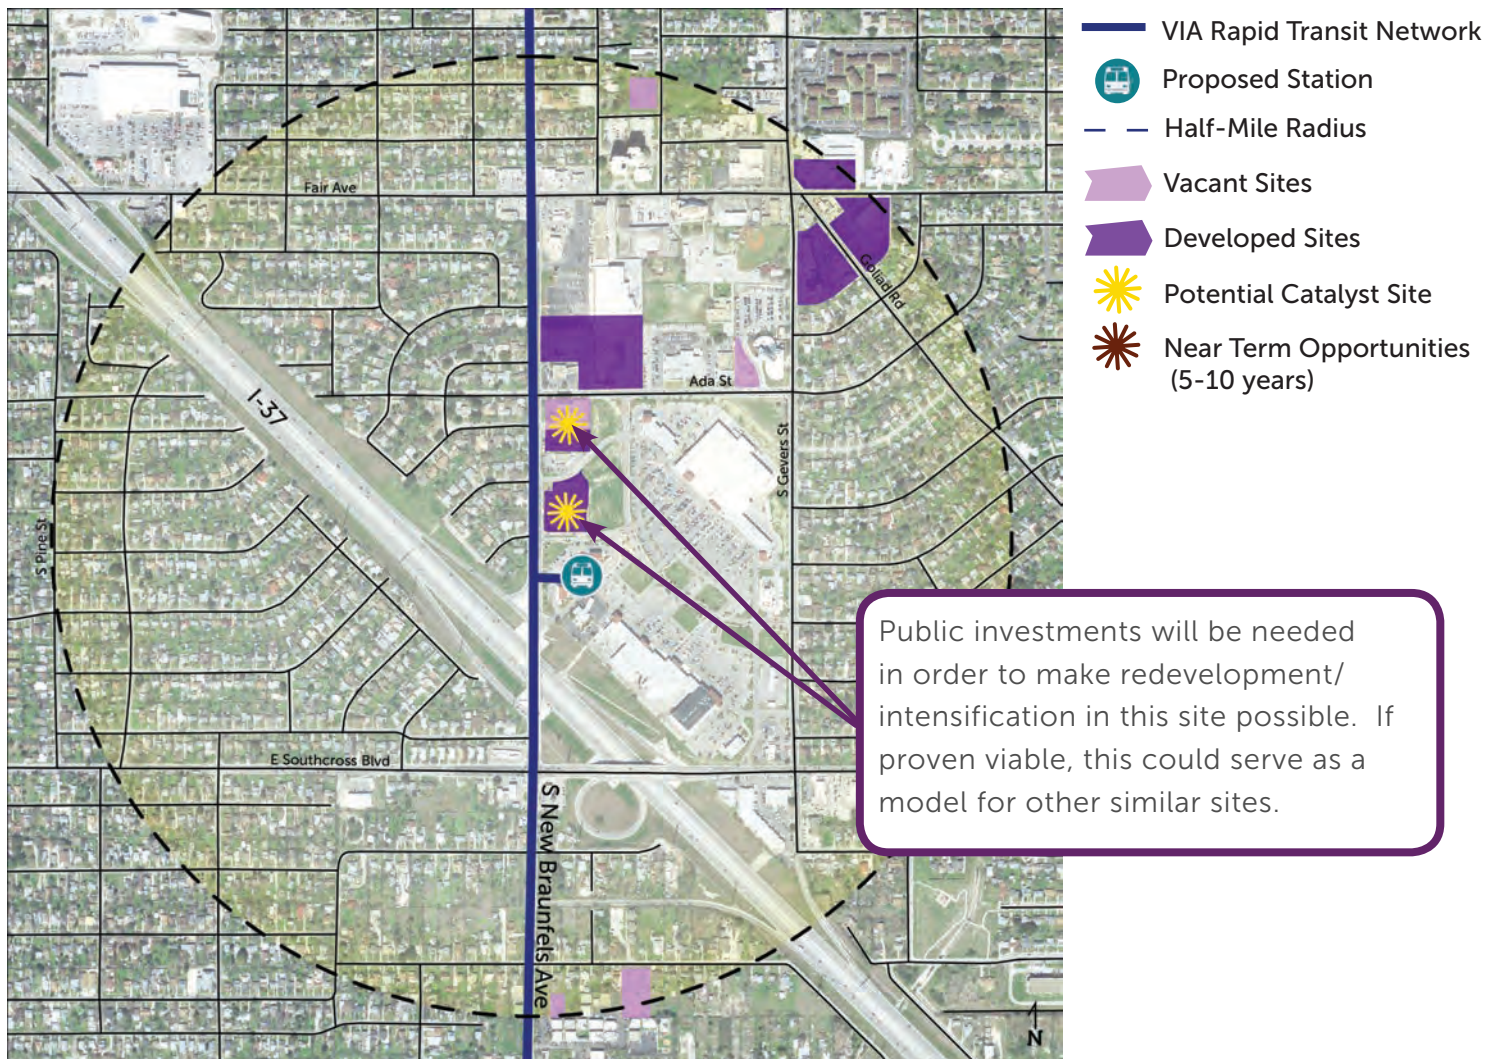 VIA Rapid Transit Network
Proposed Station
Half-Mile Radius
Vacant Sites
Developed Sites
Potential Catalyst Site
Near Term Opportunities
(5-10 years)
Fair Ave
Goliad Rd
Ada St
I-37
S Gevers St
S Pine St
E Southcross Blvd
S New Braunfels Ave
Public investments will be needed
in order to make redevelopment/
intensification in this site possible.  If
proven viable, this could serve as a
model for other similar sites.
N